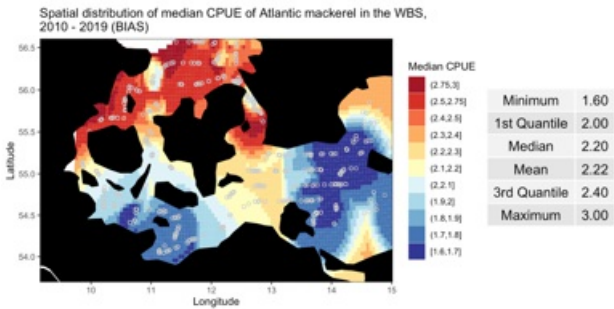 Spatial distribution of median CPUE of Atlantic mackerel in the WBS,
2010 - 2019 (BIAS)
Median CPUE
(2.75,3]
(2.5,2.75]
(2.4,2.5]
(2.3,2.4]
(2.2,2.3]
(2.1,2.2]
(2,2.1]
(1.9,2]
(1.8,1.9]
(1.7,1.8]
[1.6,1.7]
Latitude
56.5
56.0
55.5
55.0
54.5
54.0
10 11 12 13 14 15
Longitude
Minimum 1.60
1st Quantile 2.00
Median 2.20
Mean 2.22
3rd Quantile 2.40
Maximum 3.00